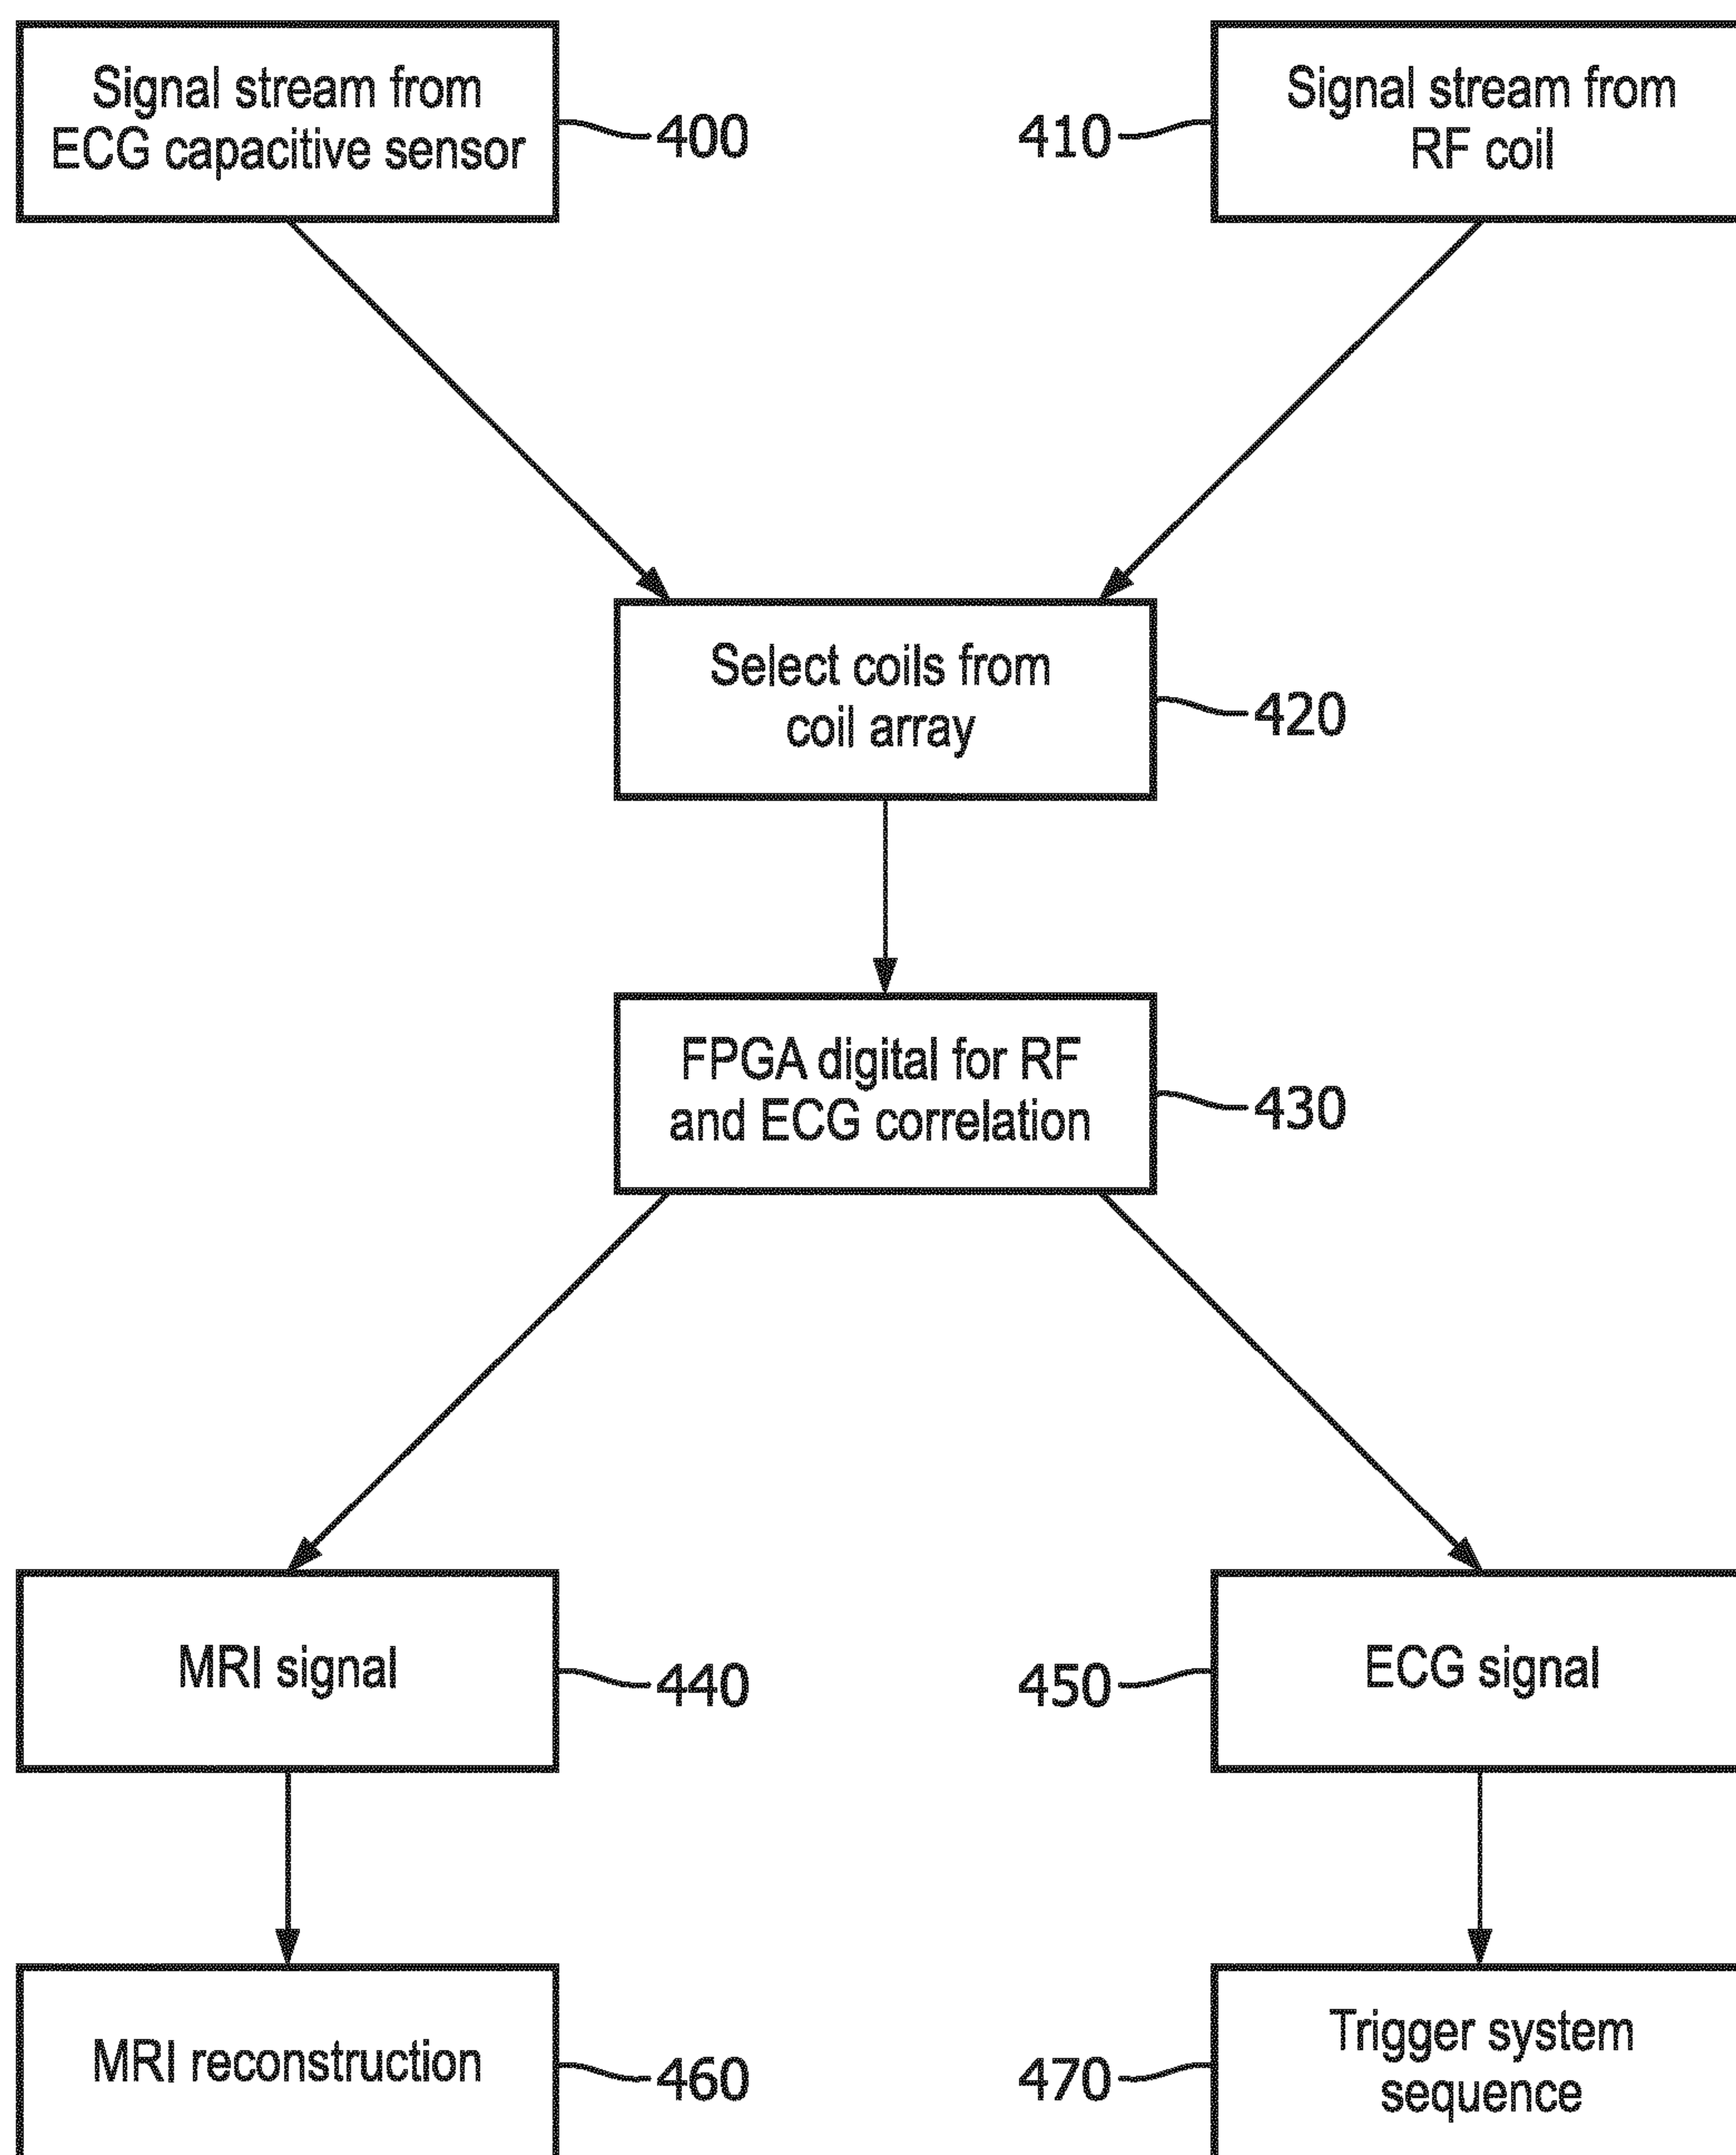 Signal stream from
ECG capacitive sensor
400
410
Signal stream from
RF coil
Select coils from
coil array
420
FPGA digital for RF
and ECG correlation
430
MRI signal
440
450
ECG signal
MRI reconstruction
460
470
Trigger system
sequence